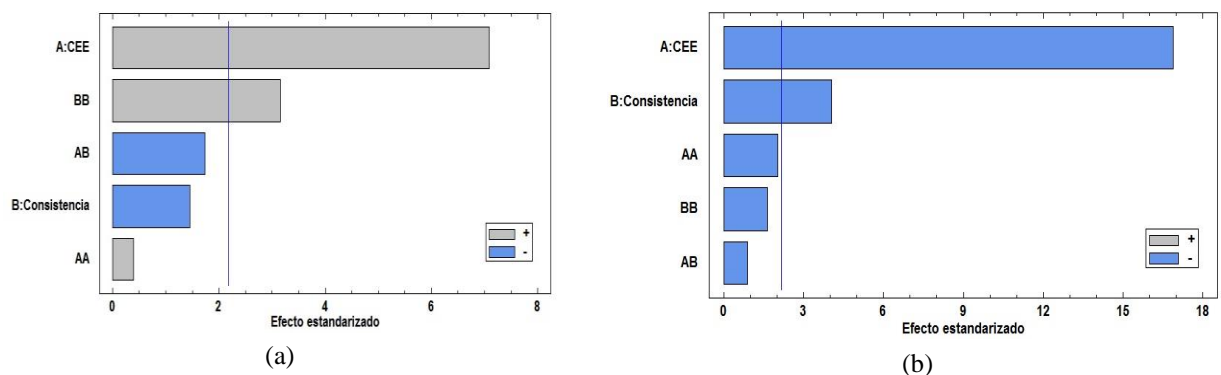 A:CEE
BB
AB
B:Consistencia
AA
+
-
0 2 4 6 8
Efecto estandarizado
(a)
A:CEE
B:Consistencia
AA
BB
AB
+
-
0 3 6 9 12 15 18
Efecto estandarizado
(b)